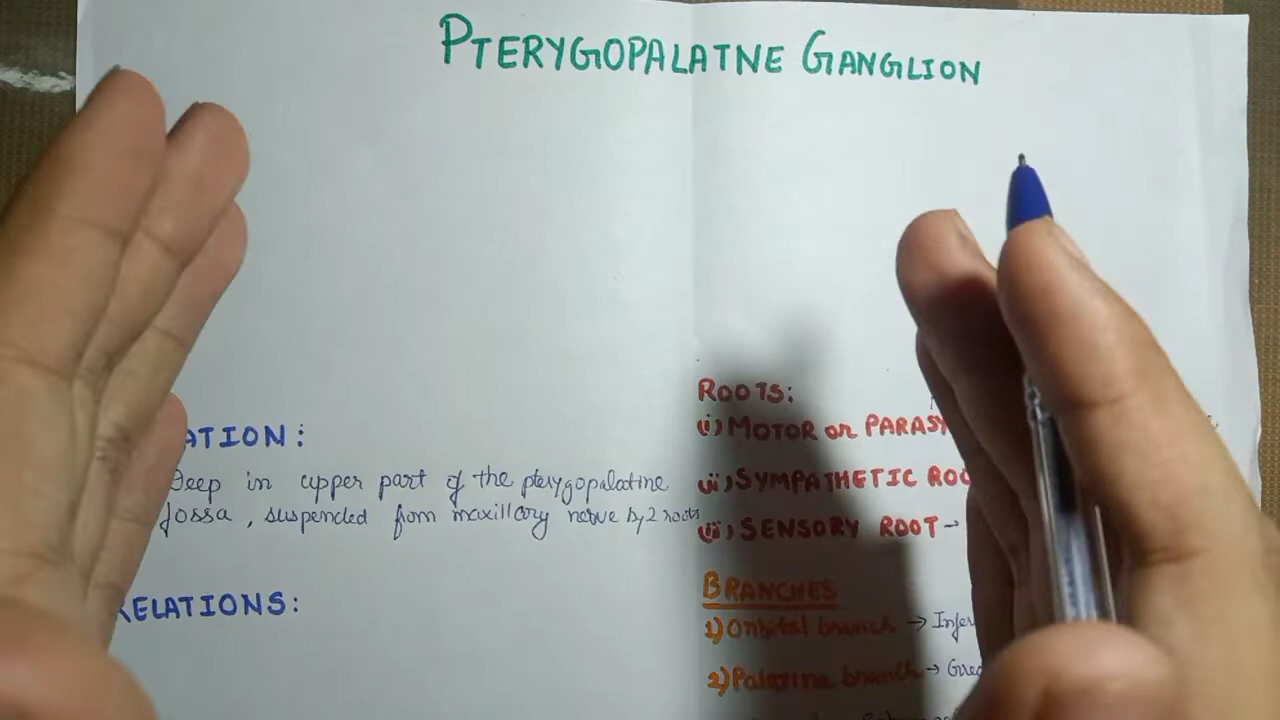 PTERYGOPALATNE GANGLION
ATION:
Deep in upper part of the pterygopalatine
fossa, suspended from maxillary nerve by 2 roots
RELATIONS:
ROOTS:
(i) MOTOR or PARASY
(ii) SYMPATHETIC ROO
(iii) SENSORY ROOT →
BRANCHES
1) Orbital branch → Infer
2) Palatine branch → Grea